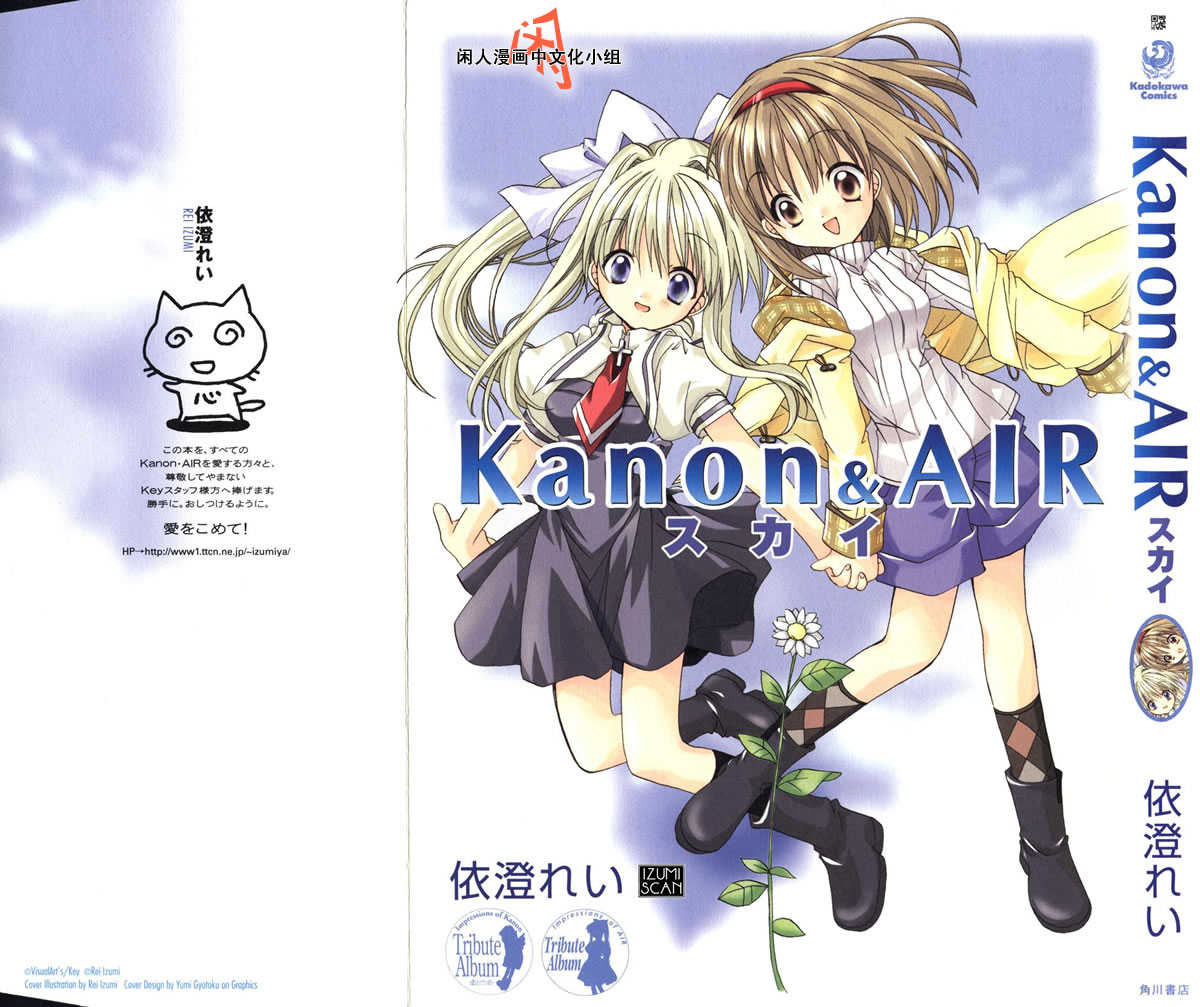 依澄れい
REI IZUMI
心
この本を、すべての
Kanon・AIRを愛する方々と、
尊敬してやまない
Keyスタッフ様方へ捧げます。
勝手に。おしつけるように。
愛をこめて!
HP→http://www1.ttcn.ne.jp/~izumiya/
©VisualArt's/Key ©Rei Izumi
Cover Illustration by Rei Izumi Cover Design by Yumi Gyotoku on Graphics
闲
闲人漫画中文化小组
Kanon&AIR
スカイ
依澄れい
IZUMI
SCAN
Impressions of Kanon
Tribute
Album
Impressions of AIR
Tribute
Album
Kadokawa
Comics
Kanon&AIR
スカイ
依澄れい
角川書店